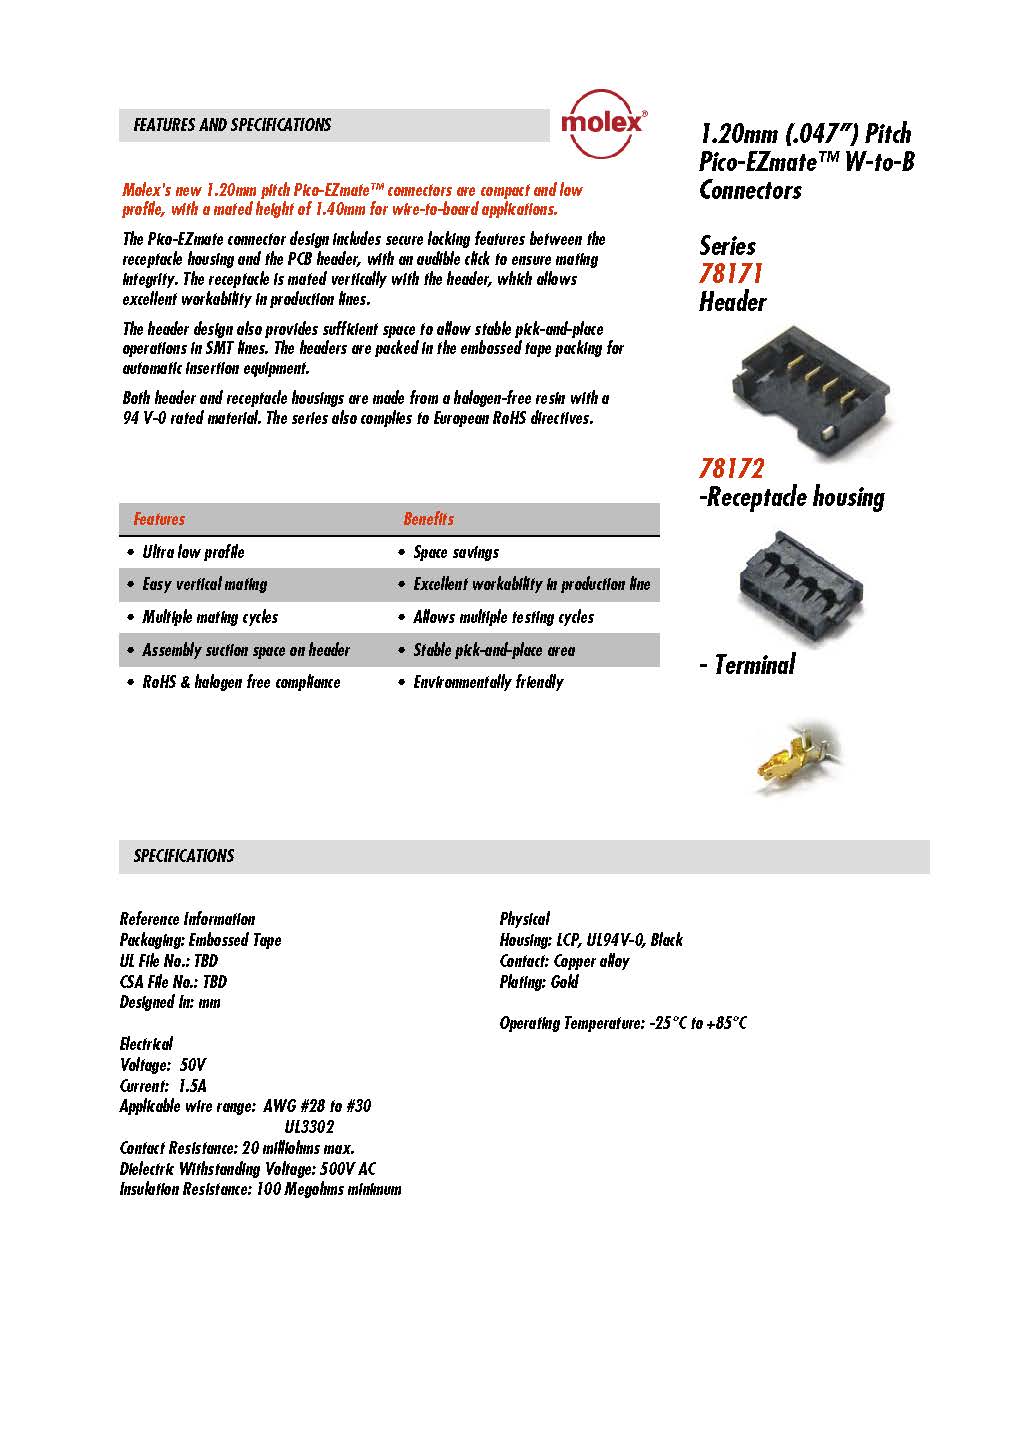 FEATURES AND SPECIFICATIONS
molex®
1.20mm (.047”) Pitch
Pico-EZmate™ W-to-B
Connectors
Series
78171
Header
78172
-Receptacle housing
- Terminal
Molex's new 1.20mm pitch Pico-EZmate™ connectors are compact and low
profile, with a mated height of 1.40mm for wire-to-board applications.
The Pico-EZmate connector design includes secure locking features between the
receptacle housing and the PCB header, with an audible click to ensure mating
integrity. The receptacle is mated vertically with the header, which allows
excellent workability in production lines.
The header design also provides sufficient space to allow stable pick-and-place
operations in SMT lines. The headers are packed in the embossed tape packing for
automatic insertion equipment.
Both header and receptacle housings are made from a halogen-free resin with a
94 V-0 rated material. The series also complies to European RoHS directives.
Features Benefits
• Ultra low profile • Space savings
• Easy vertical mating • Excellent workability in production line
• Multiple mating cycles • Allows multiple testing cycles
• Assembly suction space on header • Stable pick-and-place area
• RoHS & halogen free compliance • Environmentally friendly
SPECIFICATIONS
Reference Information
Packaging: Embossed Tape
UL File No.: TBD
CSA File No.: TBD
Designed In: mm
Electrical
Voltage: 50V
Current: 1.5A
Applicable wire range: AWG #28 to #30
UL3302
Contact Resistance: 20 milliohms max.
Dielectric Withstanding Voltage: 500V AC
Insulation Resistance: 100 Megohms minimum
Physical
Housing: LCP, UL94V-0, Black
Contact: Copper alloy
Plating: Gold
Operating Temperature: -25°C to +85°C